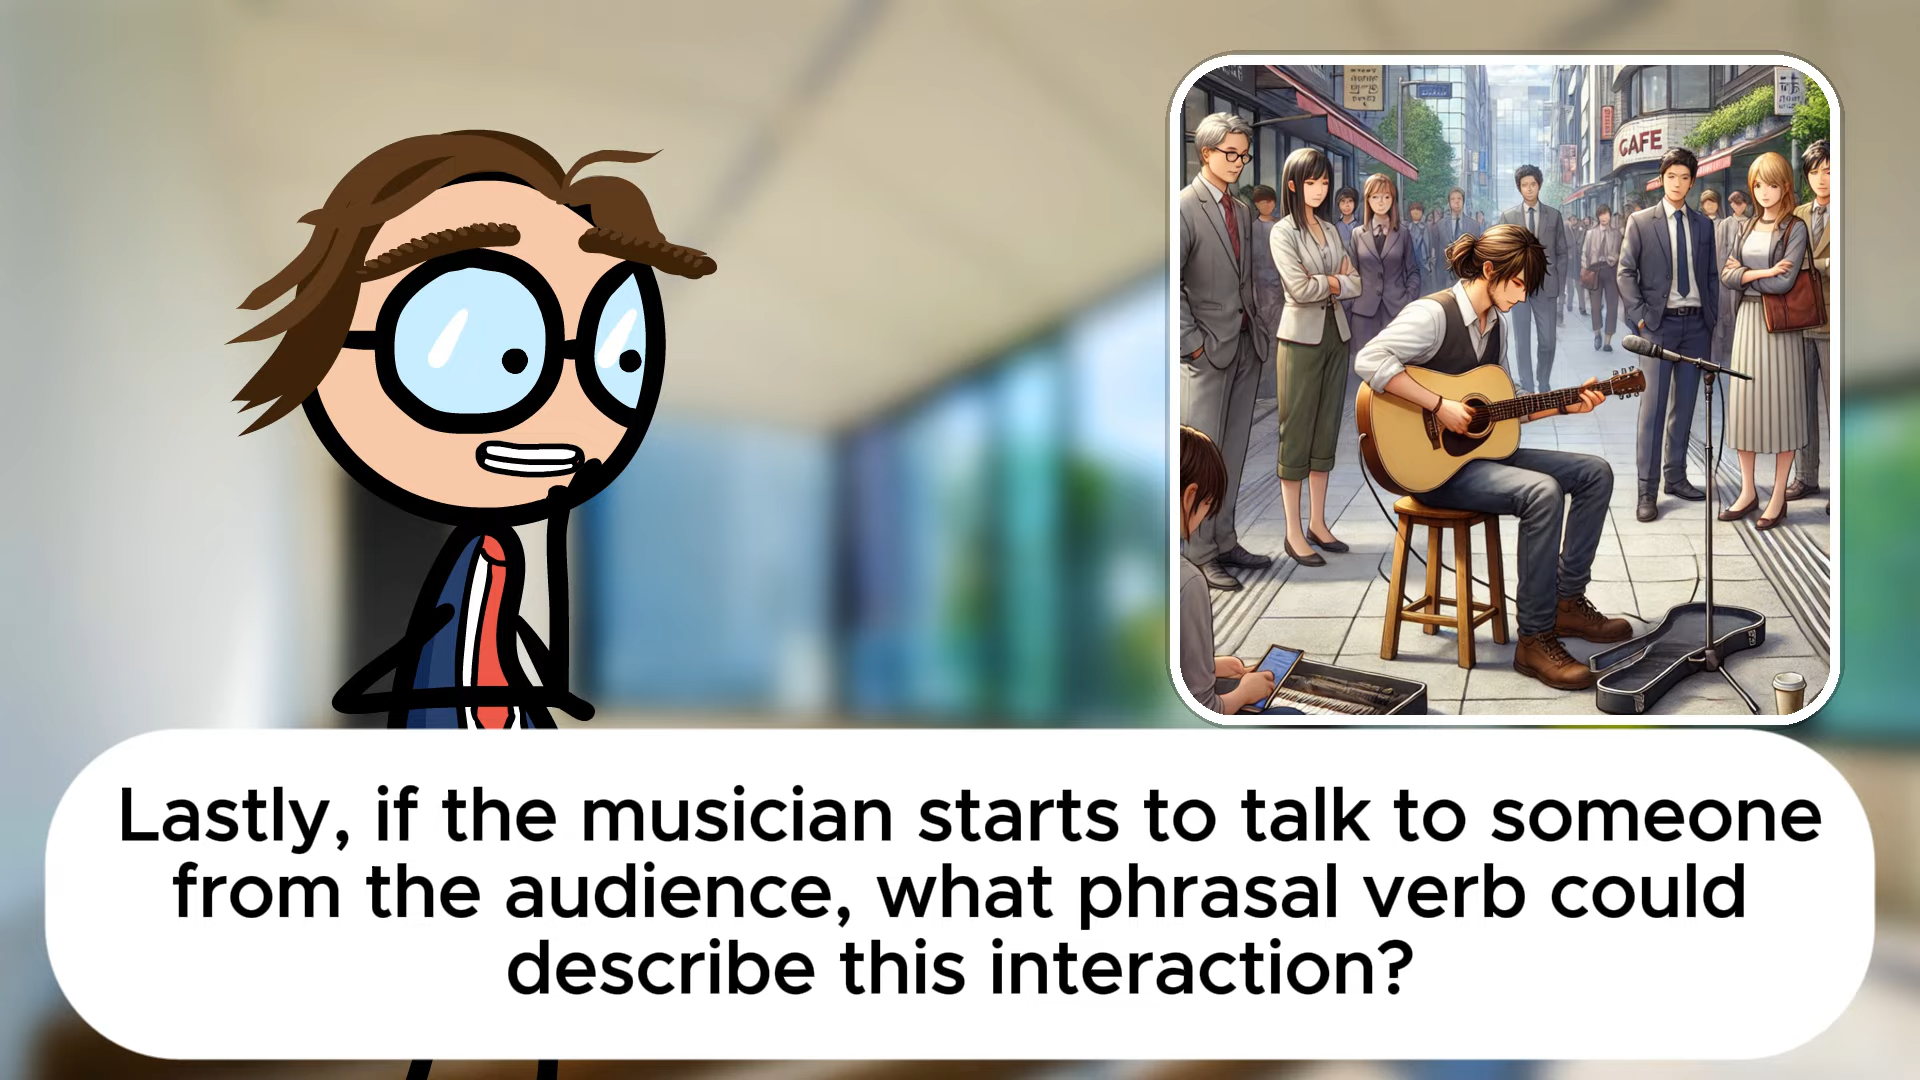 CAFE
Lastly, if the musician starts to talk to someone
from the audience, what phrasal verb could
describe this interaction?